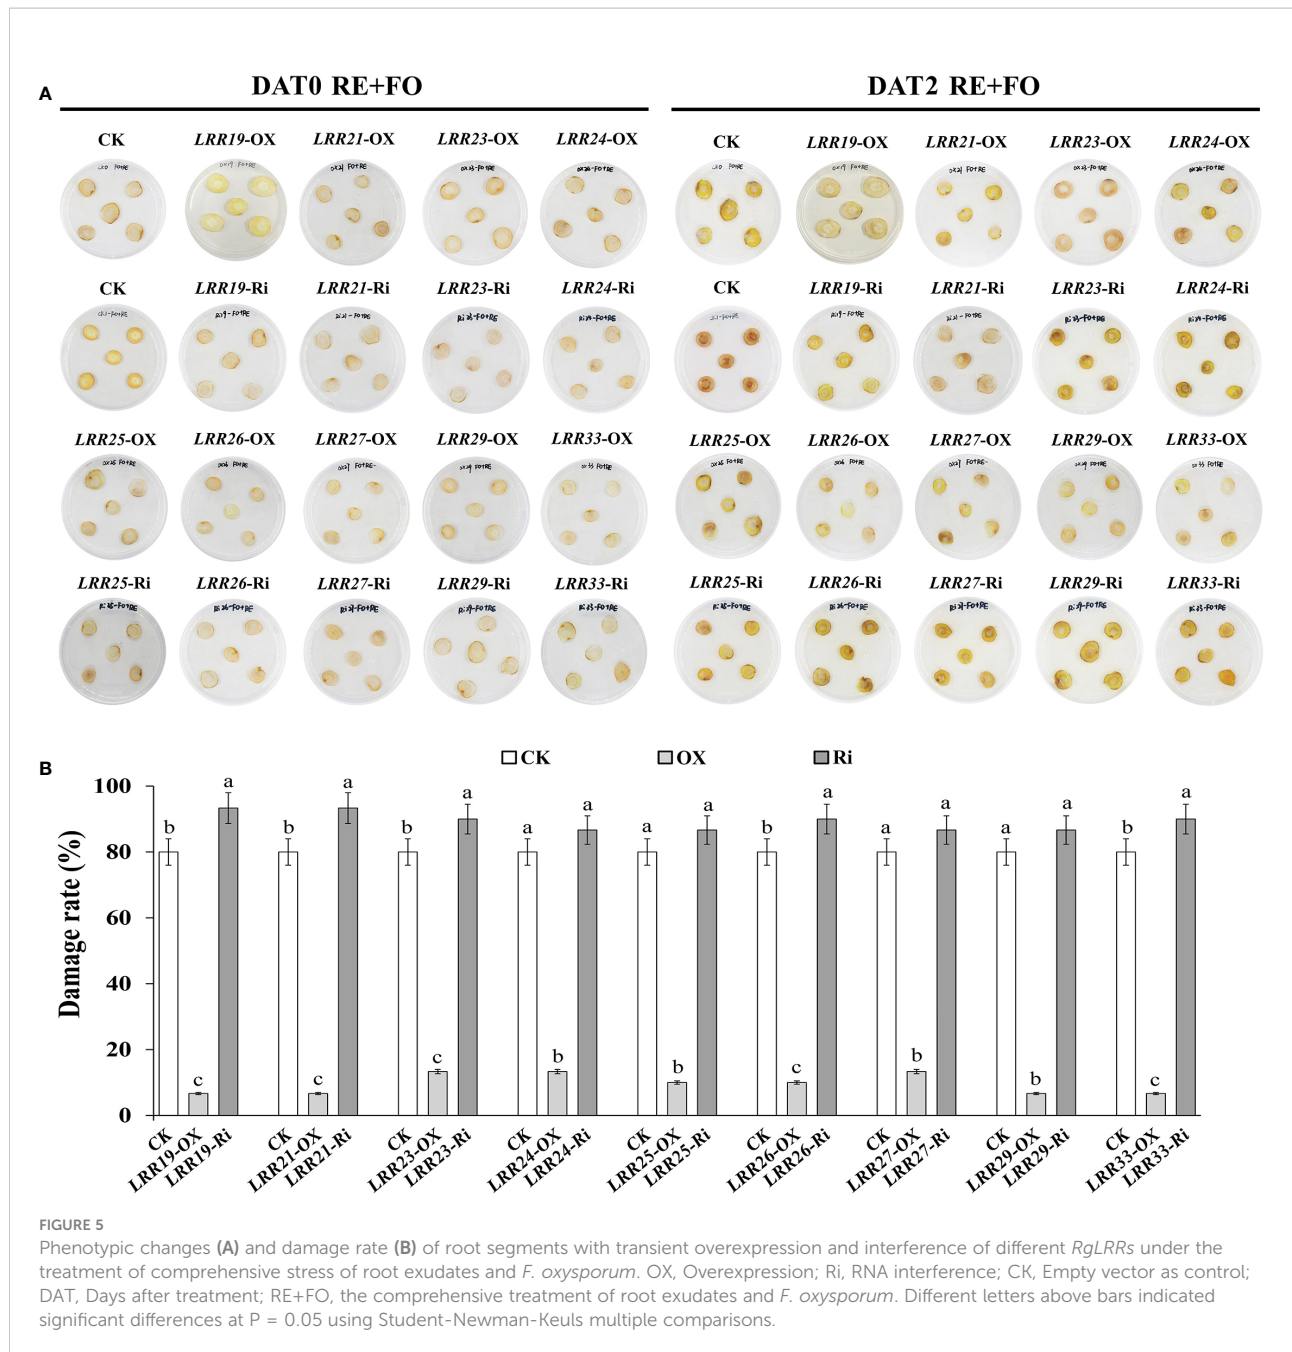 A
DAT0 RE+FO
DAT2 RE+FO
CK
LRR19-OX
LRR21-OX
LRR23-OX
LRR24-OX
CK
LRR19-OX
LRR21-OX
LRR23-OX
LRR24-OX
CK
LRR19-Ri
LRR21-Ri
LRR23-Ri
LRR24-Ri
CK
LRR19-Ri
LRR21-Ri
LRR23-Ri
LRR24-Ri
LRR25-OX
LRR26-OX
LRR27-OX
LRR29-OX
LRR33-OX
LRR25-OX
LRR26-OX
LRR27-OX
LRR29-OX
LRR33-OX
LRR25-Ri
LRR26-Ri
LRR27-Ri
LRR29-Ri
LRR33-Ri
LRR25-Ri
LRR26-Ri
LRR27-Ri
LRR29-Ri
LRR33-Ri
B
CK
OX
Ri
Damage rate (%)
100
80
60
40
20
0
b
c
a
b
c
a
b
c
a
a
b
a
a
b
a
b
c
a
a
b
a
a
b
a
b
c
a
CK
LRR19-OX
LRR19-Ri
CK
LRR21-OX
LRR21-Ri
CK
LRR23-OX
LRR23-Ri
CK
LRR24-OX
LRR24-Ri
CK
LRR25-OX
LRR25-Ri
CK
LRR26-OX
LRR26-Ri
CK
LRR27-OX
LRR27-Ri
CK
LRR29-OX
LRR29-Ri
CK
LRR33-OX
LRR33-Ri
FIGURE 5
Phenotypic changes (A) and damage rate (B) of root segments with transient overexpression and interference of different RgLRRs under the
treatment of comprehensive stress of root exudates and F. oxysporum. OX, Overexpression; Ri, RNA interference; CK, Empty vector as control;
DAT, Days after treatment; RE+FO, the comprehensive treatment of root exudates and F. oxysporum. Different letters above bars indicated
significant differences at P = 0.05 using Student-Newman-Keuls multiple comparisons.